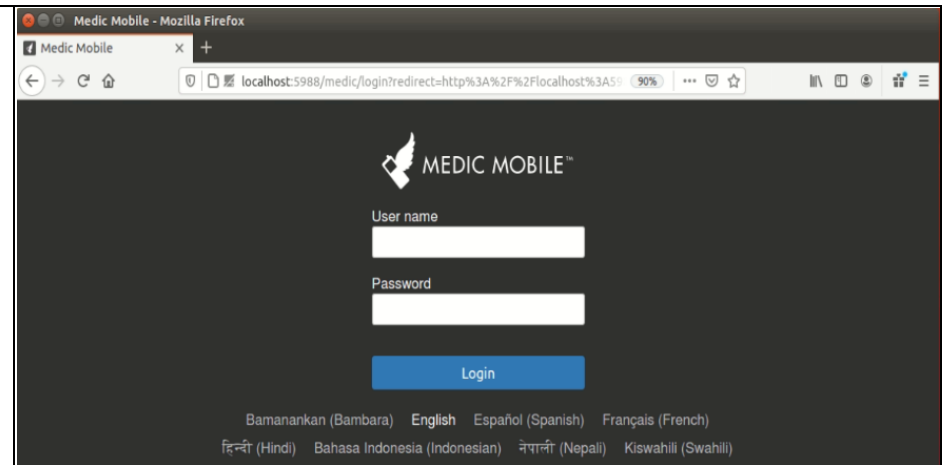 Medic Mobile - Mozilla Firefox
Medic Mobile
localhost:5988/medic/login?redirect=http%3A%2F%2Flocalhost%3A59 90%
MEDIC MOBILE™
User name
Password
Login
Bamanankan (Bambara) English Español (Spanish) Français (French)
हिन्दी (Hindi) Bahasa Indonesia (Indonesian) नेपाली (Nepali) Kiswahili (Swahili)